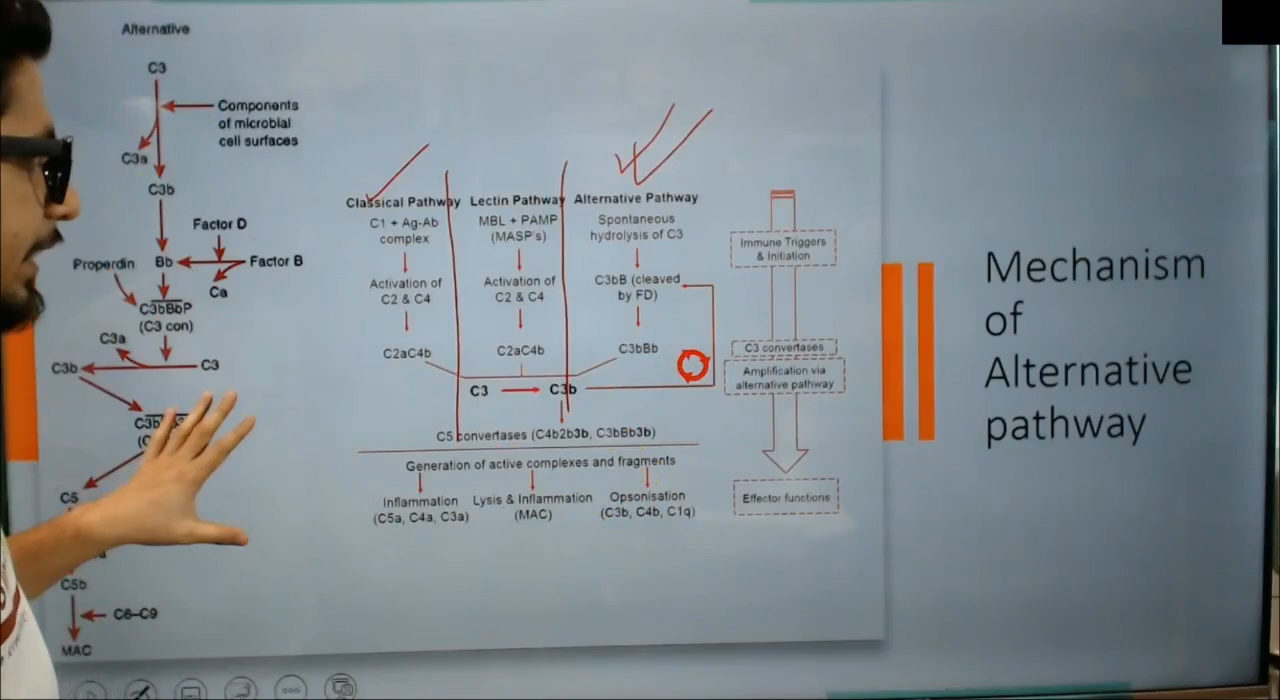 Alternative
C3
Components
of microbial
cell surfaces
C3a
C3b
Factor D
Properdin
Bb
Factor B
Ca
C3bBbP
(C3 con)
C3a
C3b
C3
C3b
C5
C5b
C6–C9
MAC
Classical Pathway
C1 + Ag-Ab
complex
Activation of
C2 & C4
C2aC4b
Lectin Pathway
MBL + PAMP
(MASP's)
Activation of
C2 & C4
C2aC4b
Alternative Pathway
Spontaneous
hydrolysis of C3
C3bB (cleaved
by FD)
C3bBb
C3
C3b
C5 convertases (C4b2b3b, C3bBb3b)
Generation of active complexes and fragments
Inflammation
(C5a, C4a, C3a)
Lysis & Inflammation
(MAC)
Opsonisation
(C3b, C4b, C1q)
Immune Triggers
& Initiation
C3 convertases
Amplification via
alternative pathway
Effector functions
Mechanism
of
Alternative
pathway